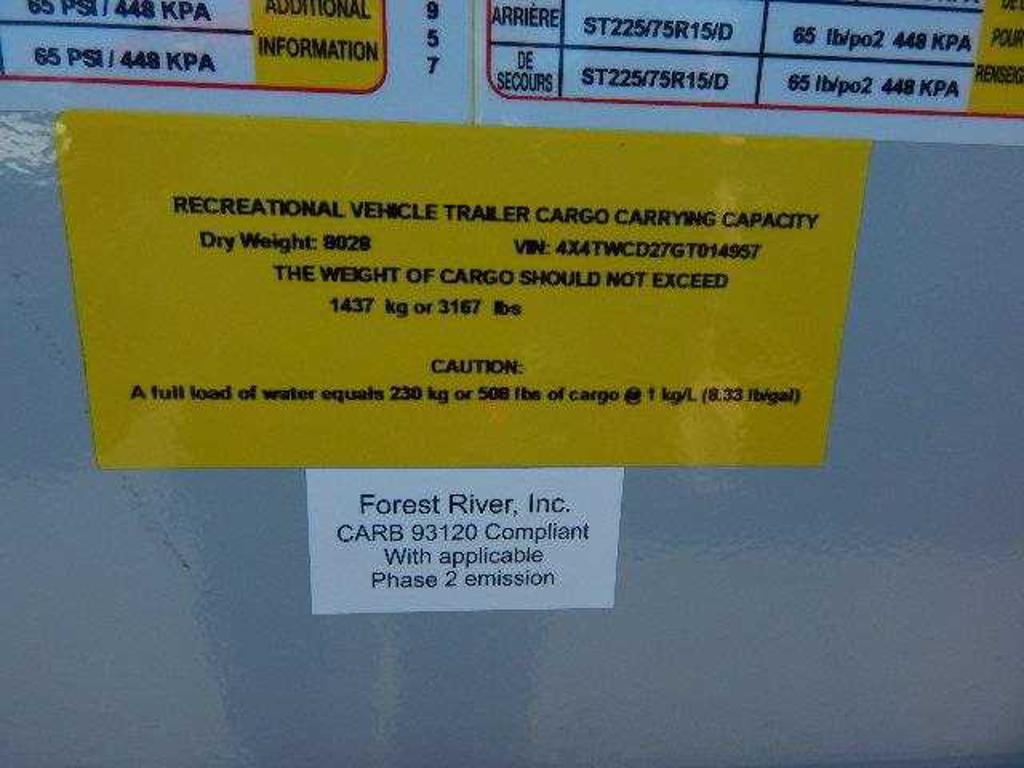 65 PSI / 448 KPA
65 PSI / 448 KPA
ADDITIONAL
INFORMATION
9
5
7
ARRIÈRE ST225/75R15/D 65 lb/po2 448 KPA
DE SECOURS ST225/75R15/D 65 lb/po2 448 KPA
POUR
RECREATIONAL VEHICLE TRAILER CARGO CARRYING CAPACITY
Dry Weight: 8028 VIN: 4X4TWCD27GT014957
THE WEIGHT OF CARGO SHOULD NOT EXCEED
1437 kg or 3167 lbs
CAUTION:
A full load of water equals 230 kg or 508 lbs of cargo @ 1 kg/L (8.33 lb/gal)
Forest River, Inc.
CARB 93120 Compliant
With applicable
Phase 2 emission